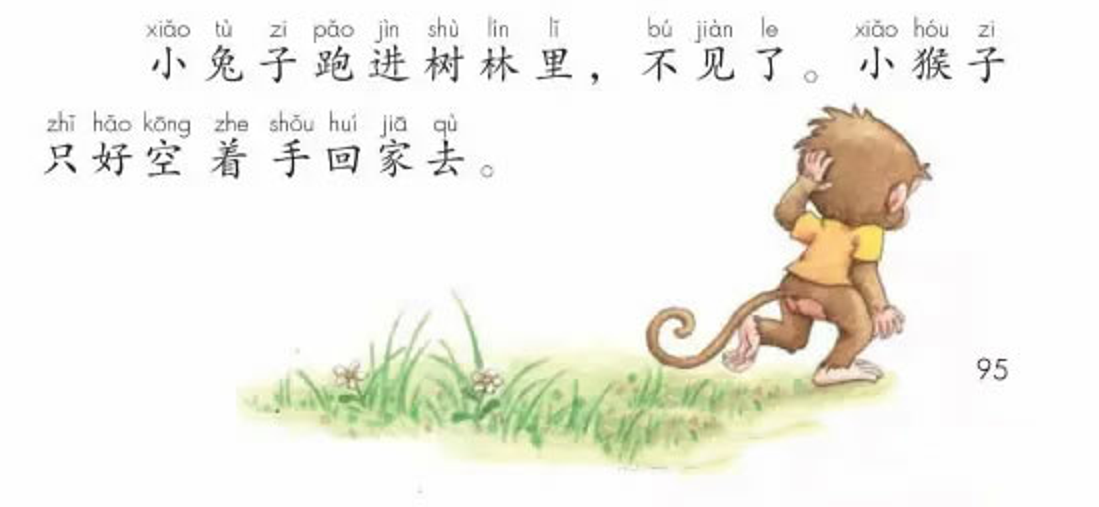 xiǎo tù zi pǎo jìn shù lín lǐ bú jiàn le xiǎo hóu zi
小兔子跑进树林里，不见了。小猴子
zhǐ hǎo kōng zhe shǒu huí jiā qù
只好空着手回家去。
95